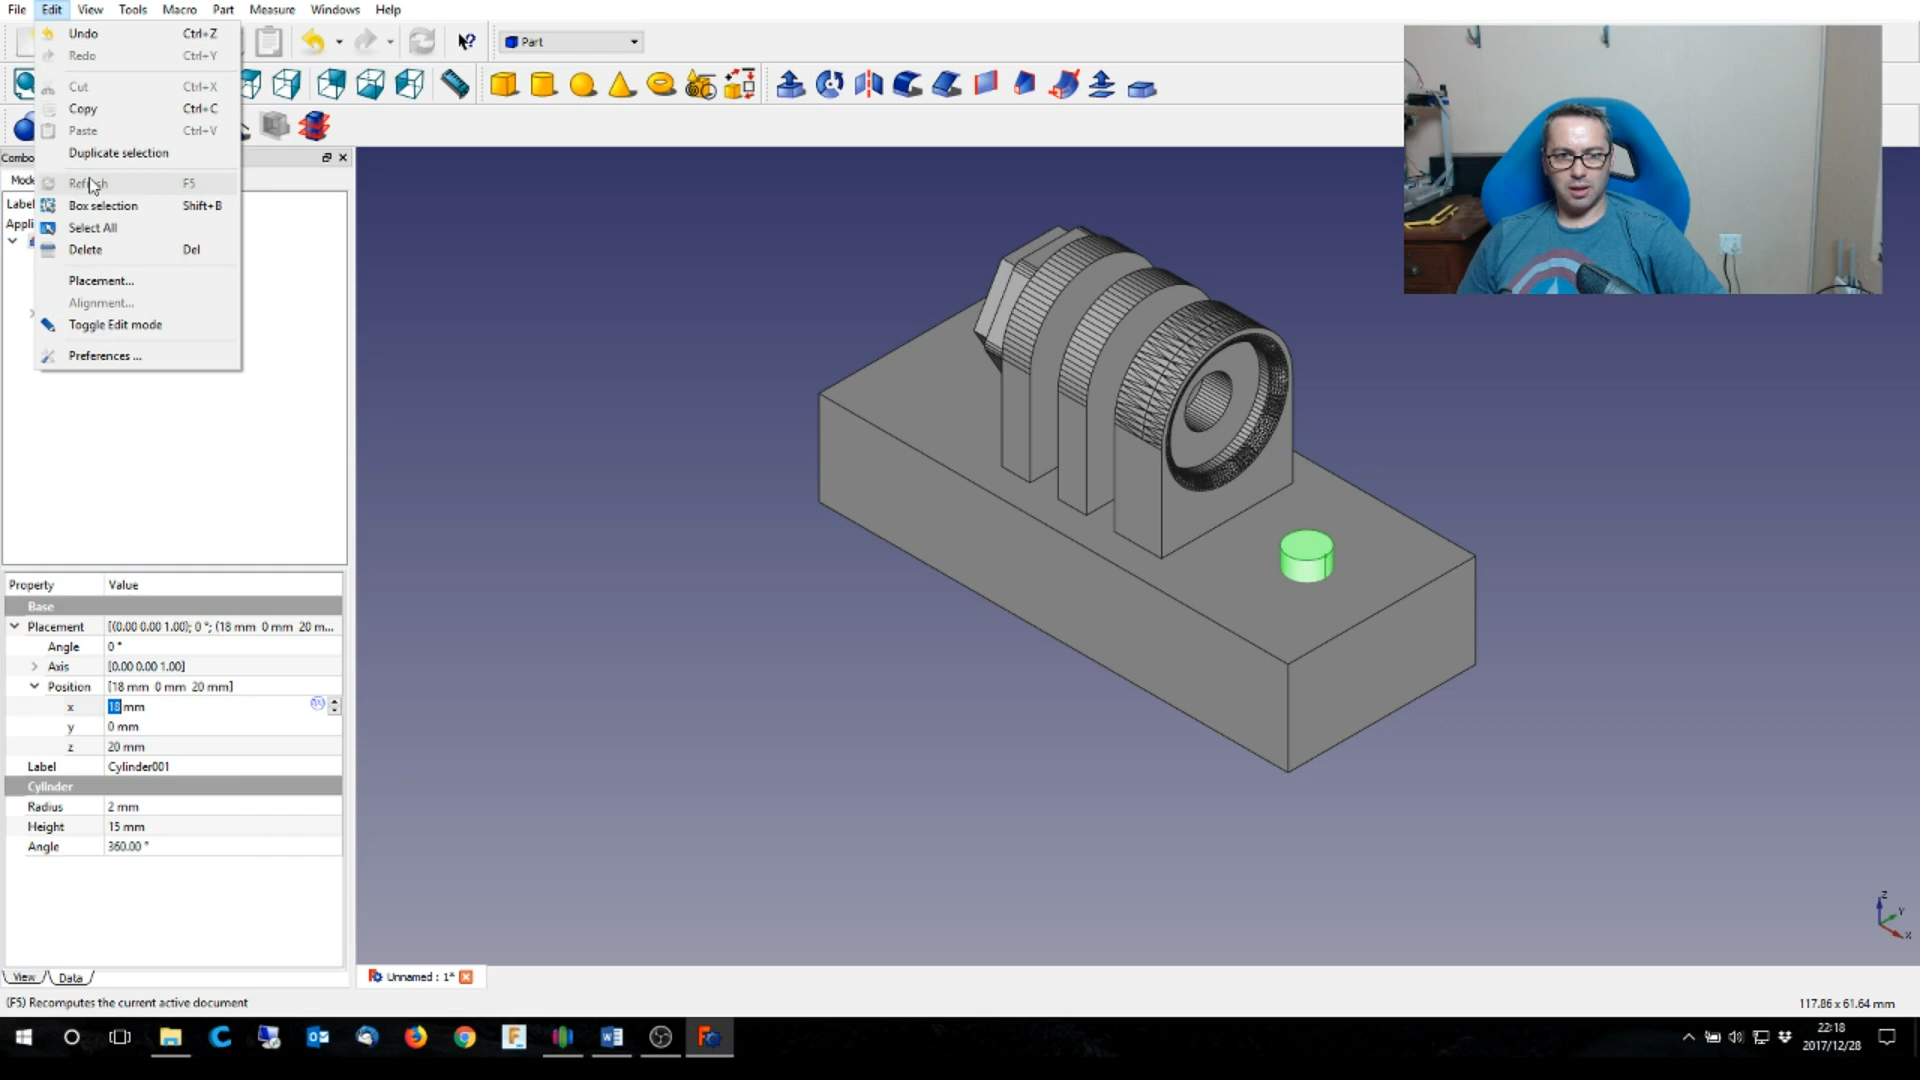 File Edit View Tools Macro Part Measure Windows Help
Undo Ctrl+Z
Redo Ctrl+Y
Cut Ctrl+X
Copy Ctrl+C
Paste Ctrl+V
Duplicate selection
Refresh F5
Box selection Shift+B
Select All
Delete Del
Placement...
Alignment...
Toggle Edit mode
Preferences ...
Part
Combo
Mode
Label
Appli
Property Value
Base
Placement [(0.00 0.00 1.00); 0 °; (18 mm 0 mm 20 m...
Angle 0 °
Axis [0.00 0.00 1.00]
Position [18 mm 0 mm 20 mm]
x 18 mm
y 0 mm
z 20 mm
Label Cylinder001
Cylinder
Radius 2 mm
Height 15 mm
Angle 360.00 °
View Data
Unnamed : 1*
Z
Y
X
(F5) Recomputes the current active document
117.86 x 61.64 mm
22:18
2017/12/28